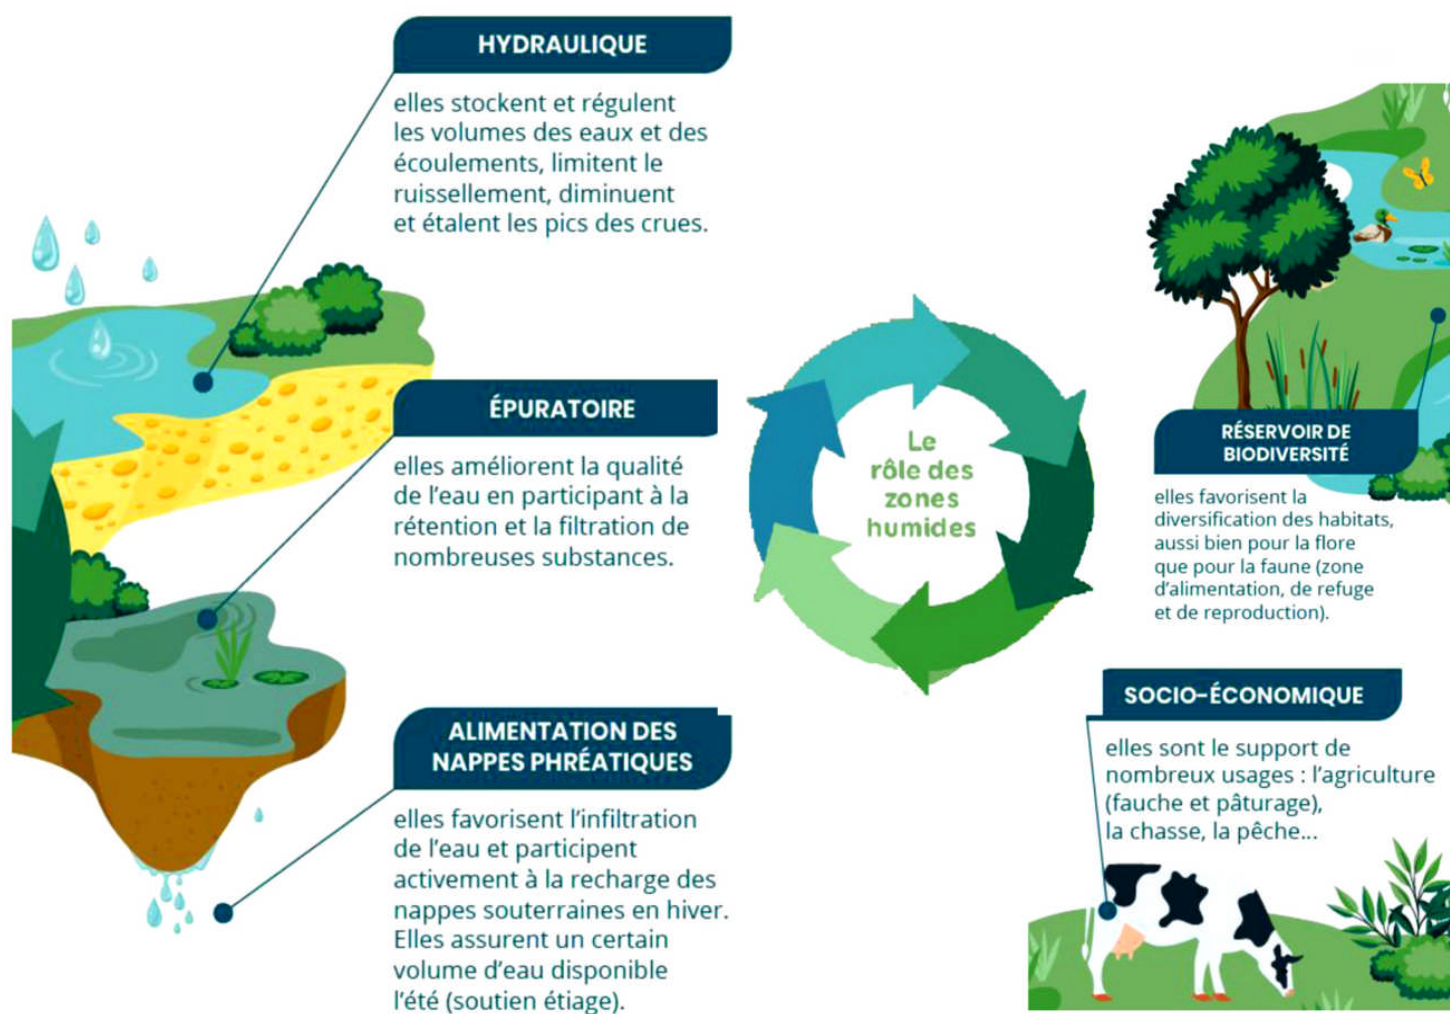 HYDRAULIQUE
elles stockent et régulent
les volumes des eaux et des
écoulements, limitent le
ruissellement, diminuent
et étalent les pics des crues.
ÉPURATOIRE
elles améliorent la qualité
de l'eau en participant à la
rétention et la filtration de
nombreuses substances.
ALIMENTATION DES
NAPPES PHRÉATIQUES
elles favorisent l'infiltration
de l'eau et participent
activement à la recharge des
nappes souterraines en hiver.
Elles assurent un certain
volume d'eau disponible
l'été (soutien étiage).
Le
rôle des
zones
humides
RÉSERVOIR DE
BIODIVERSITÉ
elles favorisent la
diversification des habitats,
aussi bien pour la flore
que pour la faune (zone
d'alimentation, de refuge
et de reproduction).
SOCIO-ÉCONOMIQUE
elles sont le support de
nombreux usages : l'agriculture
(fauche et pâturage),
la chasse, la pêche...